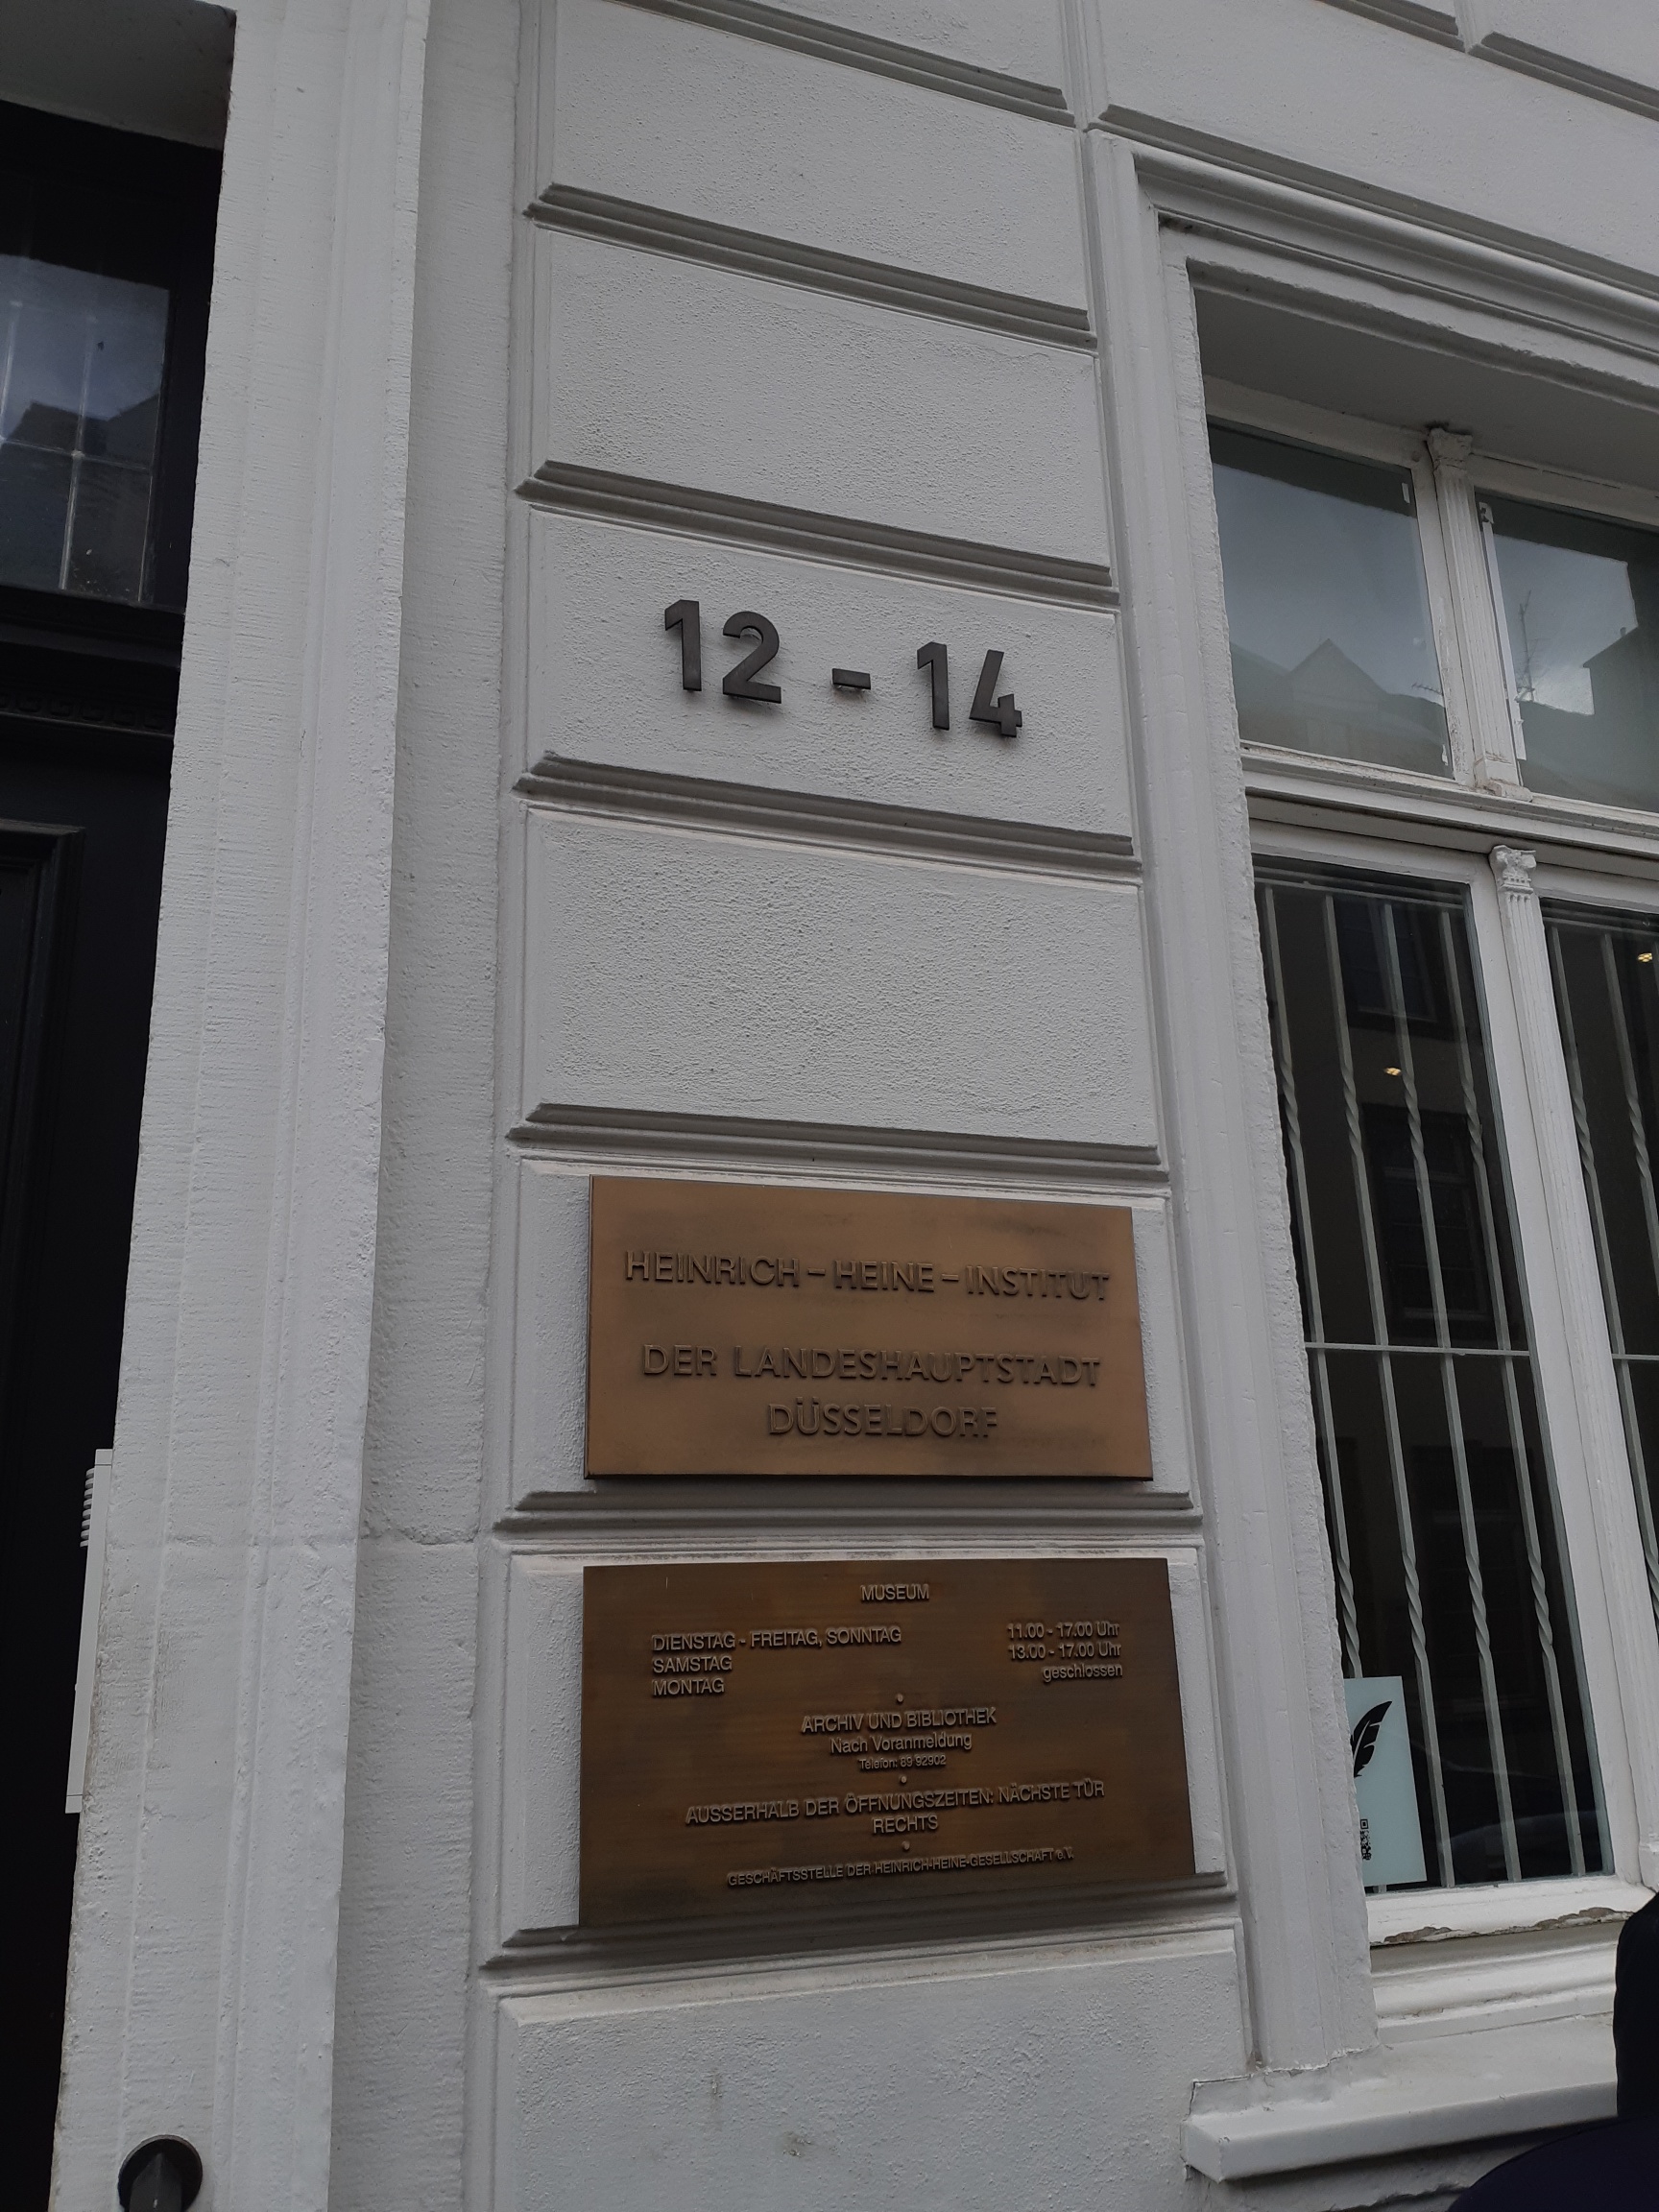 12 - 14
HEINRICH – HEINE – INSTITUT
DER LANDESHAUPTSTADT
DÜSSELDORF
MUSEUM
DIENSTAG - FREITAG, SONNTAG 11.00 - 17.00 Uhr
SAMSTAG 13.00 - 17.00 Uhr
MONTAG geschlossen
ARCHIV UND BIBLIOTHEK
Nach Voranmeldung
Telefon: 89 92902
AUSSERHALB DER ÖFFNUNGSZEITEN: NÄCHSTE TÜR
RECHTS
GESCHÄFTSSTELLE DER HEINRICH-HEINE-GESELLSCHAFT e.V.